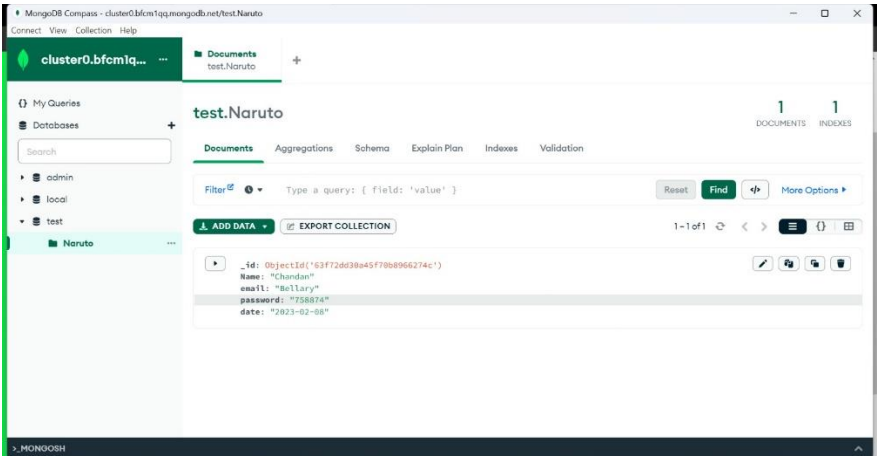 MongoDB Compass - cluster0.bfcm1qq.mongodb.net/test.Naruto
Connect View Collection Help
cluster0.bfcm1q... ...
Documents
test.Naruto
+
{} My Queries
Databases +
Search
admin
local
test
Naruto ...
test.Naruto
1 DOCUMENTS
1 INDEXES
Documents Aggregations Schema Explain Plan Indexes Validation
Filter Type a query: { field: 'value' } Reset Find </> More Options
ADD DATA EXPORT COLLECTION 1-1 of 1 < > {}
_id: ObjectId('63f72dd30a45f70b8966274c')
Name: "Chandan"
email: "Bellary"
password: "758874"
date: "2023-02-08"
>_MONGOSH